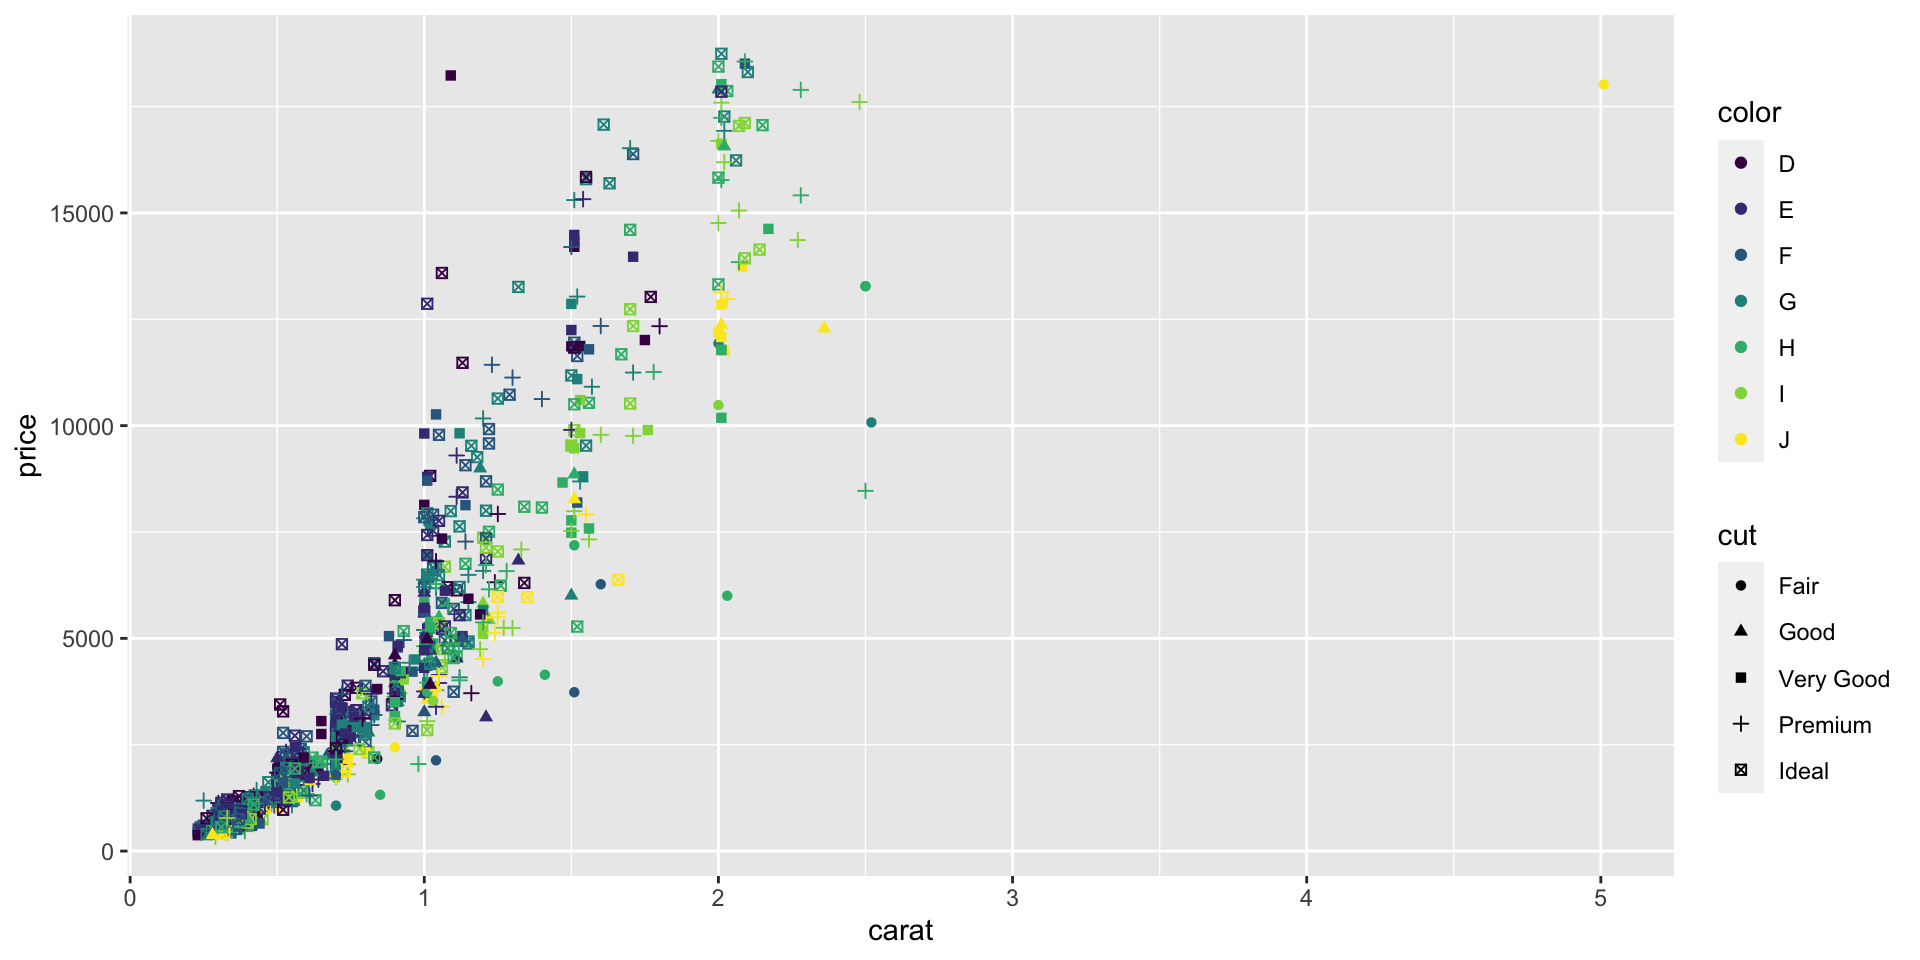 15000
10000
5000
0
price
0 1 2 3 4 5
carat
color
D
E
F
G
H
I
J
cut
Fair
Good
Very Good
Premium
Ideal